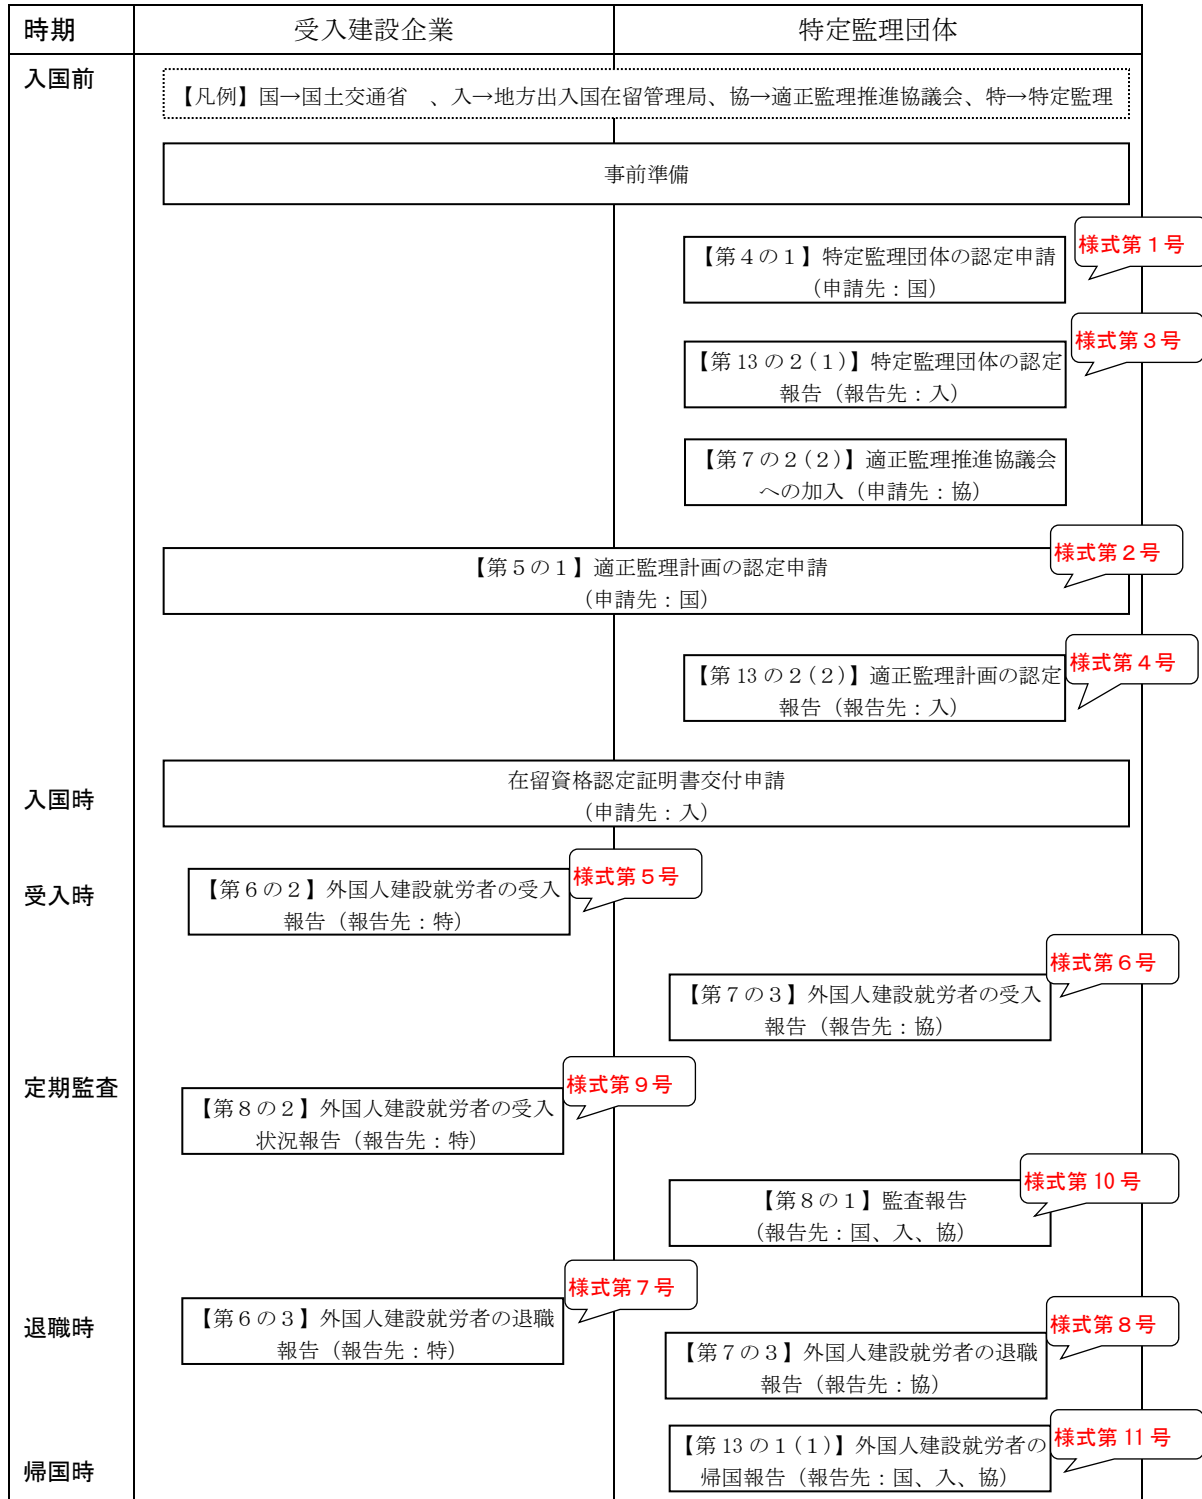 時期
受入建設企業
特定監理団体
入国前
【凡例】国→国土交通省　、入→地方出入国在留管理局、協→適正監理推進協議会、特→特定監理
事前準備
様式第１号
【第４の１】特定監理団体の認定申請
（申請先：国）
様式第３号
【第 13 の２(１)】特定監理団体の認定
報告（報告先：入）
【第７の２(２)】適正監理推進協議会
への加入（申請先：協）
様式第２号
【第５の１】適正監理計画の認定申請
（申請先：国）
様式第４号
【第 13 の２(２)】適正監理計画の認定
報告（報告先：入）
入国時
在留資格認定証明書交付申請
（申請先：入）
受入時
様式第５号
【第６の２】外国人建設就労者の受入
報告（報告先：特）
様式第６号
【第７の３】外国人建設就労者の受入
報告（報告先：協）
定期監査
様式第９号
【第８の２】外国人建設就労者の受入
状況報告（報告先：特）
様式第 10 号
【第８の１】監査報告
（報告先：国、入、協）
退職時
様式第７号
【第６の３】外国人建設就労者の退職
報告（報告先：特）
様式第８号
【第７の３】外国人建設就労者の退職
報告（報告先：協）
帰国時
様式第 11 号
【第 13 の１(１)】外国人建設就労者の
帰国報告（報告先：国、入、協）